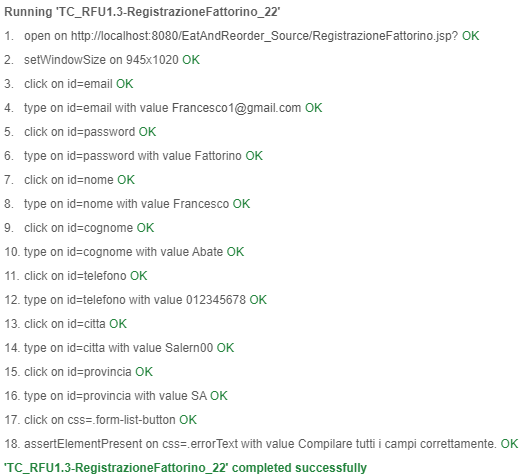 Running 'TC_RFU1.3-RegistrazioneFattorino_22'
1. open on http://localhost:8080/EatAndReorder_Source/RegistrazioneFattorino.jsp? OK
2. setWindowSize on 945x1020 OK
3. click on id=email OK
4. type on id=email with value Francesco1@gmail.com OK
5. click on id=password OK
6. type on id=password with value Fattorino OK
7. click on id=nome OK
8. type on id=nome with value Francesco OK
9. click on id=cognome OK
10. type on id=cognome with value Abate OK
11. click on id=telefono OK
12. type on id=telefono with value 012345678 OK
13. click on id=citta OK
14. type on id=citta with value Salern00 OK
15. click on id=provincia OK
16. type on id=provincia with value SA OK
17. click on css=.form-list-button OK
18. assertElementPresent on css=.errorText with value Compilare tutti i campi correttamente. OK
'TC_RFU1.3-RegistrazioneFattorino_22' completed successfully